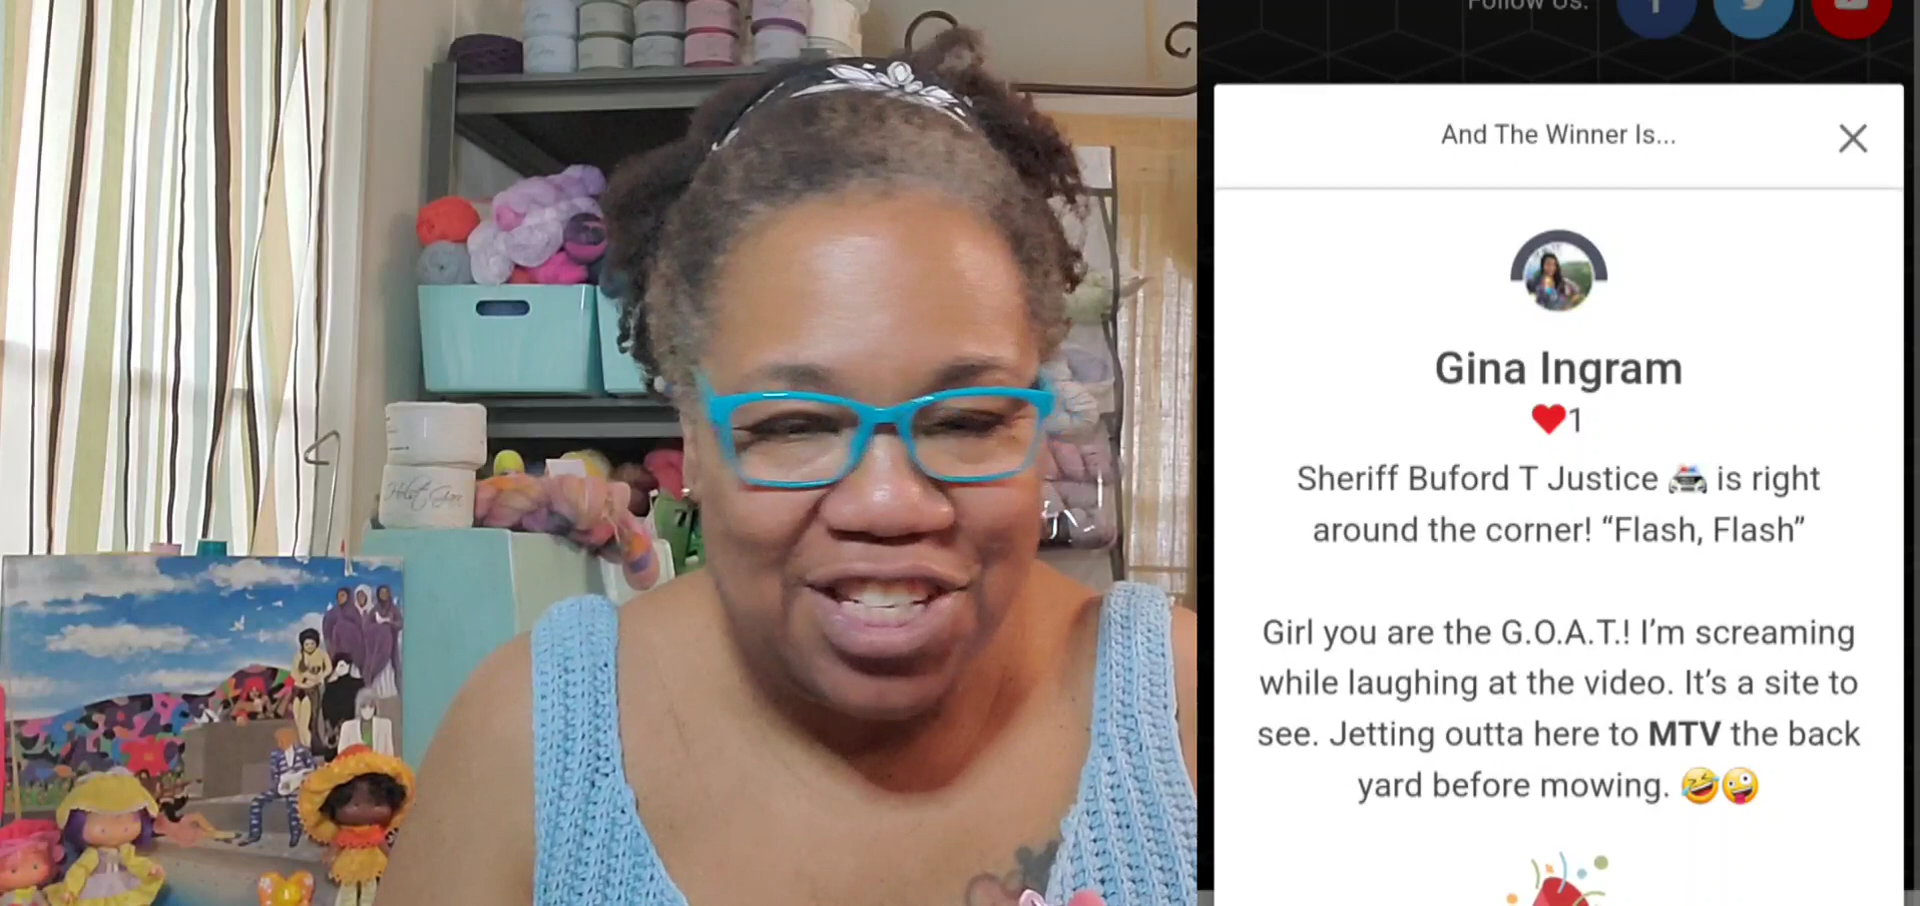 Follow Us:
And The Winner Is...
Gina Ingram
❤️1
Sheriff Buford T Justice 🚔 is right
around the corner! “Flash, Flash”
Girl you are the G.O.A.T.! I’m screaming
while laughing at the video. It’s a site to
see. Jetting outta here to MTV the back
yard before mowing. 🤣🤪